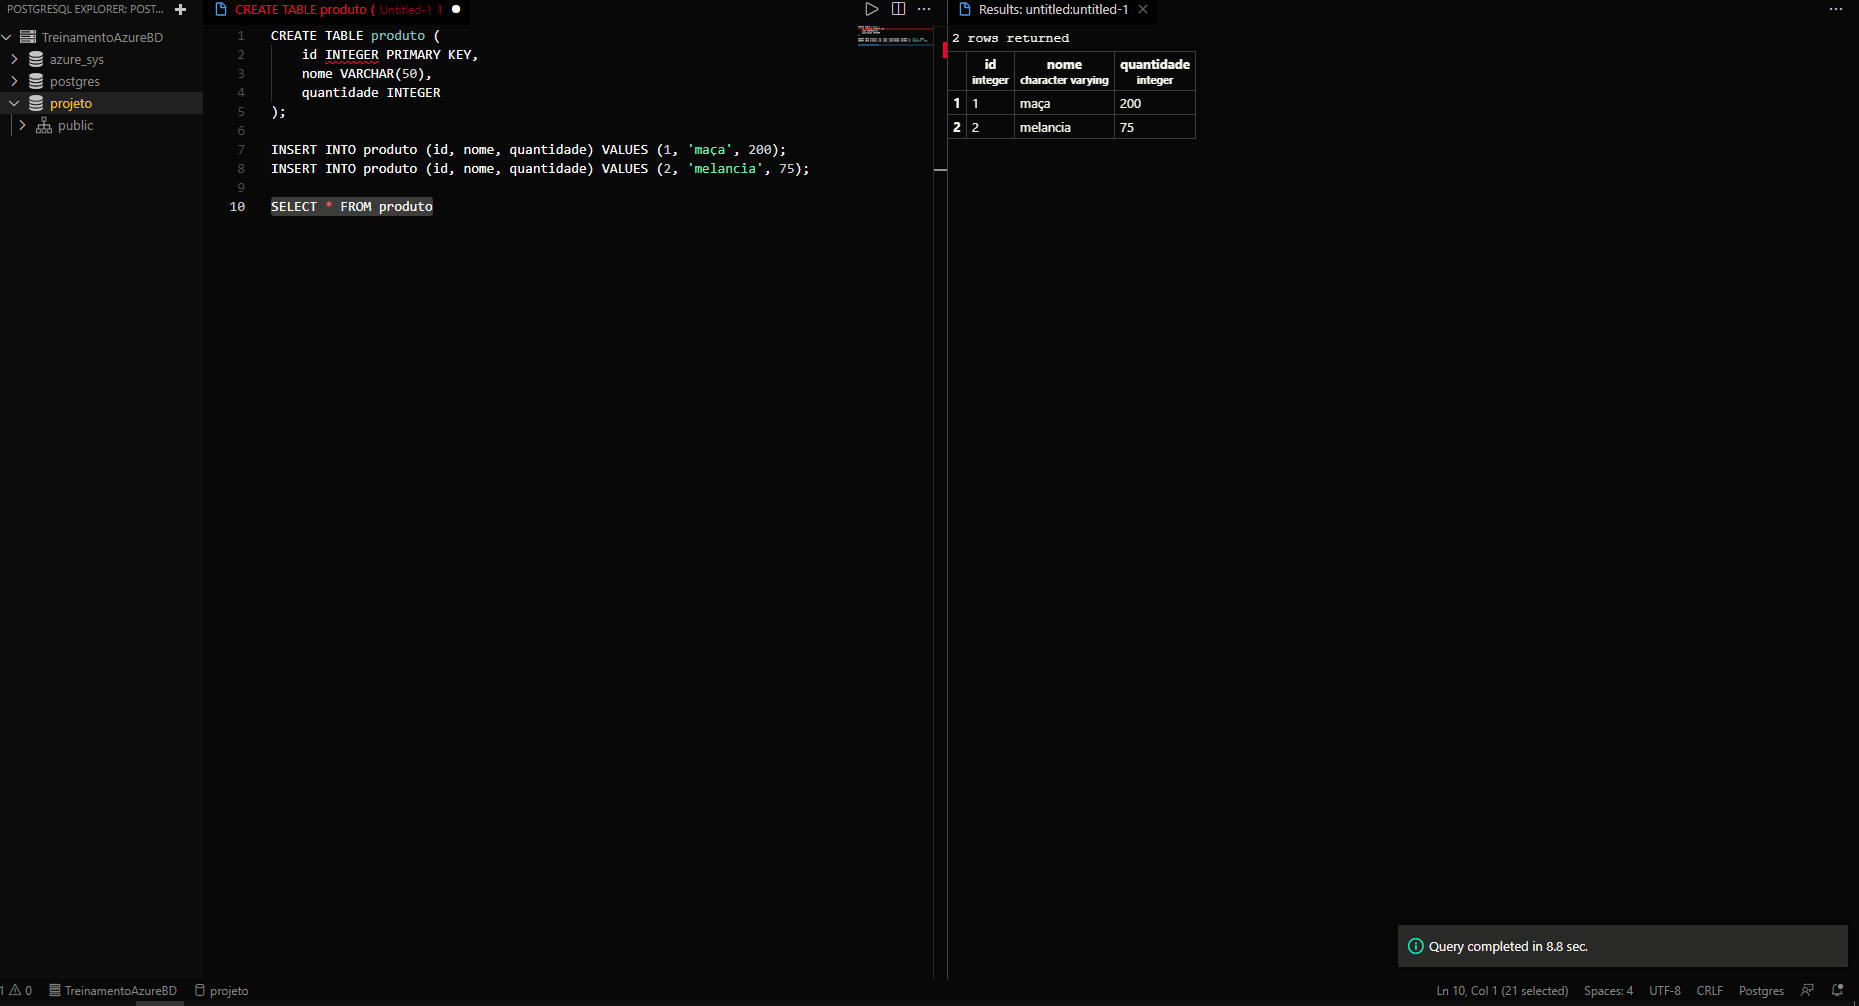 POSTGRESQL EXPLORER: POST...
TreinamentoAzureBD
azure_sys
postgres
projeto
public
CREATE TABLE produto ( Untitled-1 1
1 CREATE TABLE produto (
2 id INTEGER PRIMARY KEY,
3 nome VARCHAR(50),
4 quantidade INTEGER
5 );
6
7 INSERT INTO produto (id, nome, quantidade) VALUES (1, 'maça', 200);
8 INSERT INTO produto (id, nome, quantidade) VALUES (2, 'melancia', 75);
9
10 SELECT * FROM produto
Results: untitled:untitled-1
2 rows returned
id nome quantidade
integer character varying integer
1 1 maça 200
2 2 melancia 75
Query completed in 8.8 sec.
1 0 TreinamentoAzureBD projeto Ln 10, Col 1 (21 selected) Spaces: 4 UTF-8 CRLF Postgres